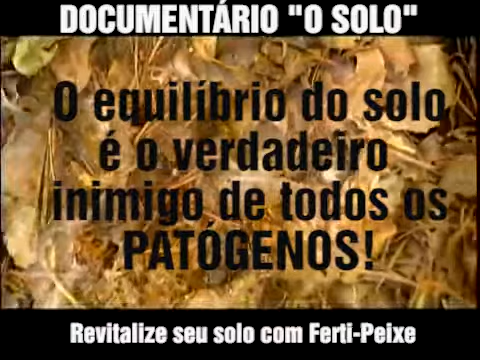 DOCUMENTÁRIO "O SOLO"
O equilíbrio do solo
é o verdadeiro
inimigo de todos os
PATÓGENOS!
Revitalize seu solo com Ferti-Peixe